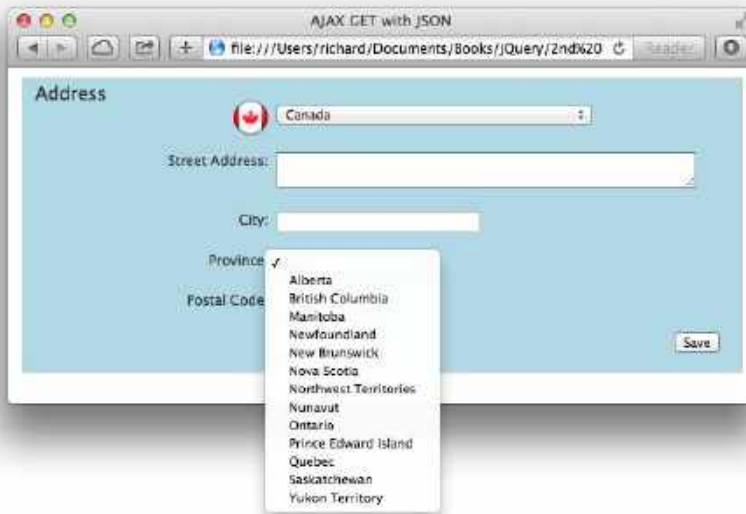 AJAX GET with JSON
file:///Users/richard/Documents/Books/JQuery/2nd%20
Reader
Address
Canada
Street Address:
City:
Province
Alberta
British Columbia
Manitoba
Newfoundland
New Brunswick
Nova Scotia
Northwest Territories
Nunavut
Ontario
Prince Edward Island
Quebec
Saskatchewan
Yukon Territory
Postal Code
Save